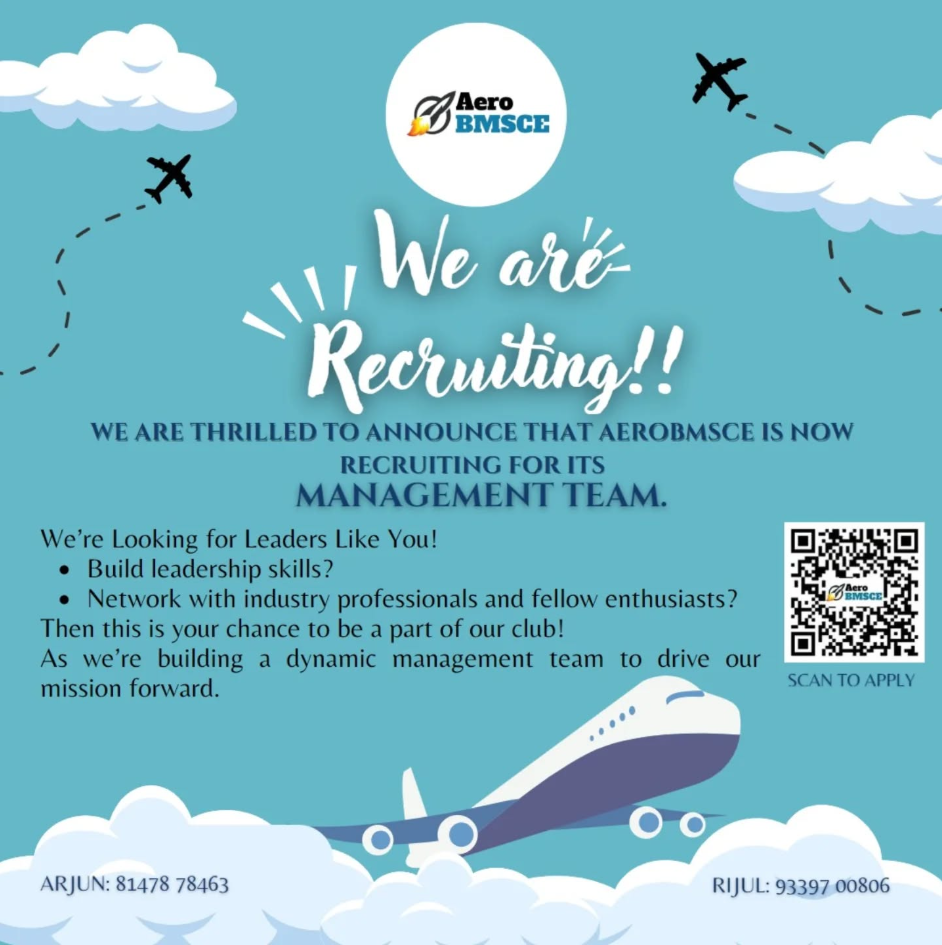 Aero
BMSCE
We are
Recruiting!!
WE ARE THRILLED TO ANNOUNCE THAT AEROBMSCE IS NOW
RECRUITING FOR ITS
MANAGEMENT TEAM.
We’re Looking for Leaders Like You!
• Build leadership skills?
• Network with industry professionals and fellow enthusiasts?
Then this is your chance to be a part of our club!
As we’re building a dynamic management team to drive our
mission forward.
Aero
BMSCE
SCAN TO APPLY
ARJUN: 81478 78463
RIJUL: 93397 00806